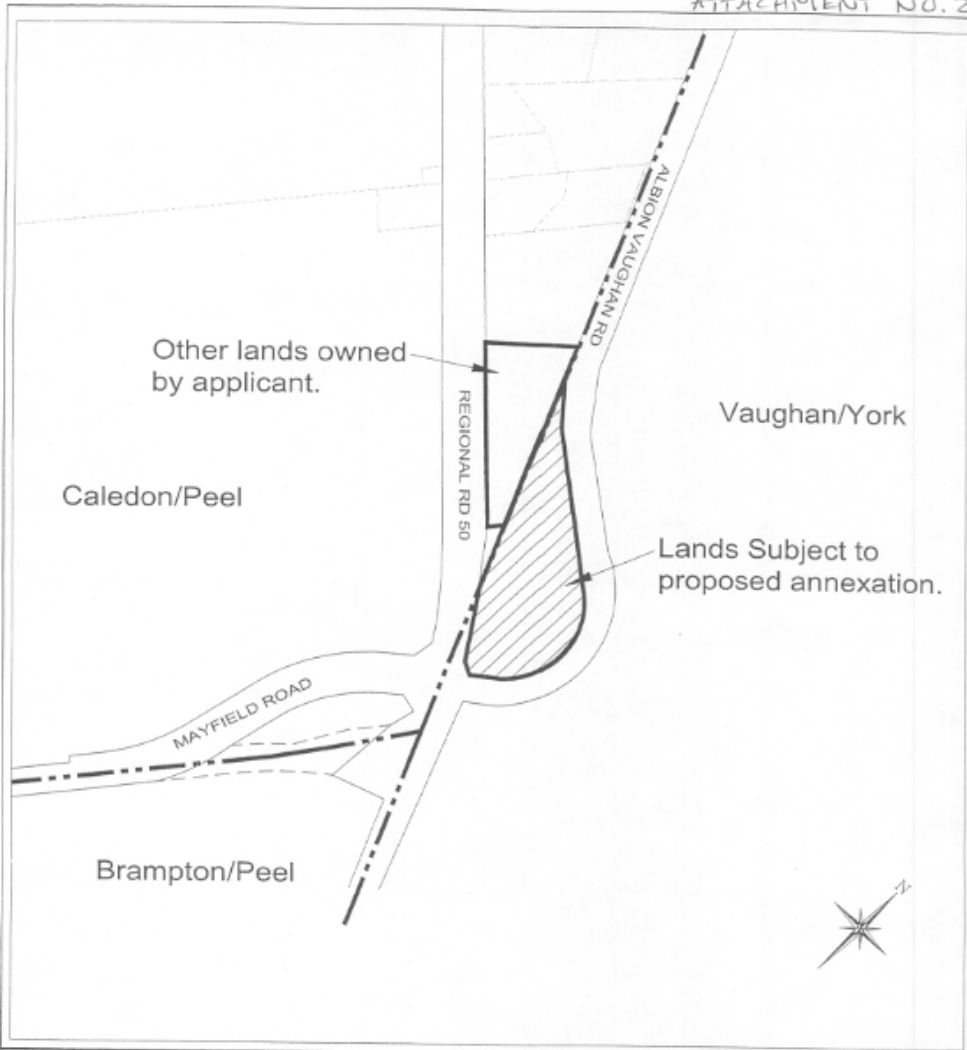 ATTACHMENT NO. 2
ALBION VAUGHAN RD
Other lands owned
by applicant.
REGIONAL RD 50
Vaughan/York
Caledon/Peel
Lands Subject to
proposed annexation.
MAYFIELD ROAD
Brampton/Peel
N